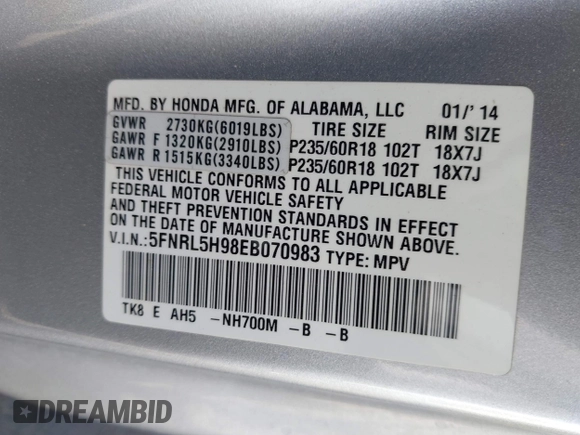 MFD. BY HONDA MFG. OF ALABAMA, LLC 01/' 14
GVWR 2730KG(6019LBS) TIRE SIZE RIM SIZE
GAWR F 1320KG(2910LBS) P235/60R18 102T 18X7J
GAWR R 1515KG(3340LBS) P235/60R18 102T 18X7J
THIS VEHICLE CONFORMS TO ALL APPLICABLE
FEDERAL MOTOR VEHICLE SAFETY
AND THEFT PREVENTION STANDARDS IN EFFECT
ON THE DATE OF MANUFACTURE SHOWN ABOVE.
V.I.N.: 5FNRL5H98EB070983 TYPE: MPV
TK8 E AH5 -NH700M -B -B
DREAMBID